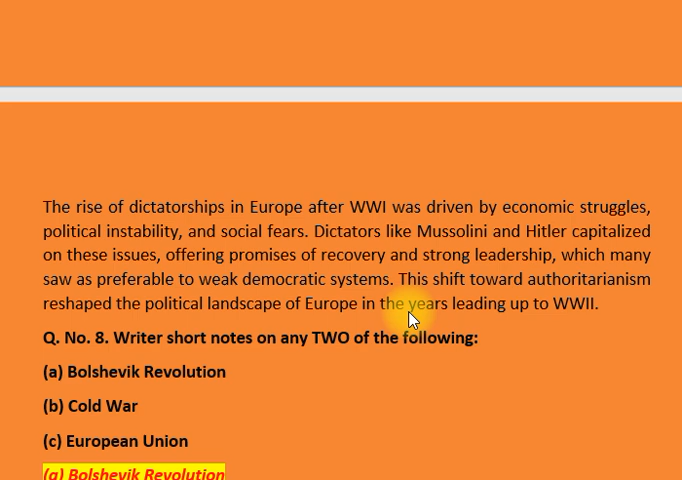 The rise of dictatorships in Europe after WWI was driven by economic struggles,
political instability, and social fears. Dictators like Mussolini and Hitler capitalized
on these issues, offering promises of recovery and strong leadership, which many
saw as preferable to weak democratic systems. This shift toward authoritarianism
reshaped the political landscape of Europe in the years leading up to WWII.
Q. No. 8. Writer short notes on any TWO of the following:
(a) Bolshevik Revolution
(b) Cold War
(c) European Union
(a) Bolshevik Revolution